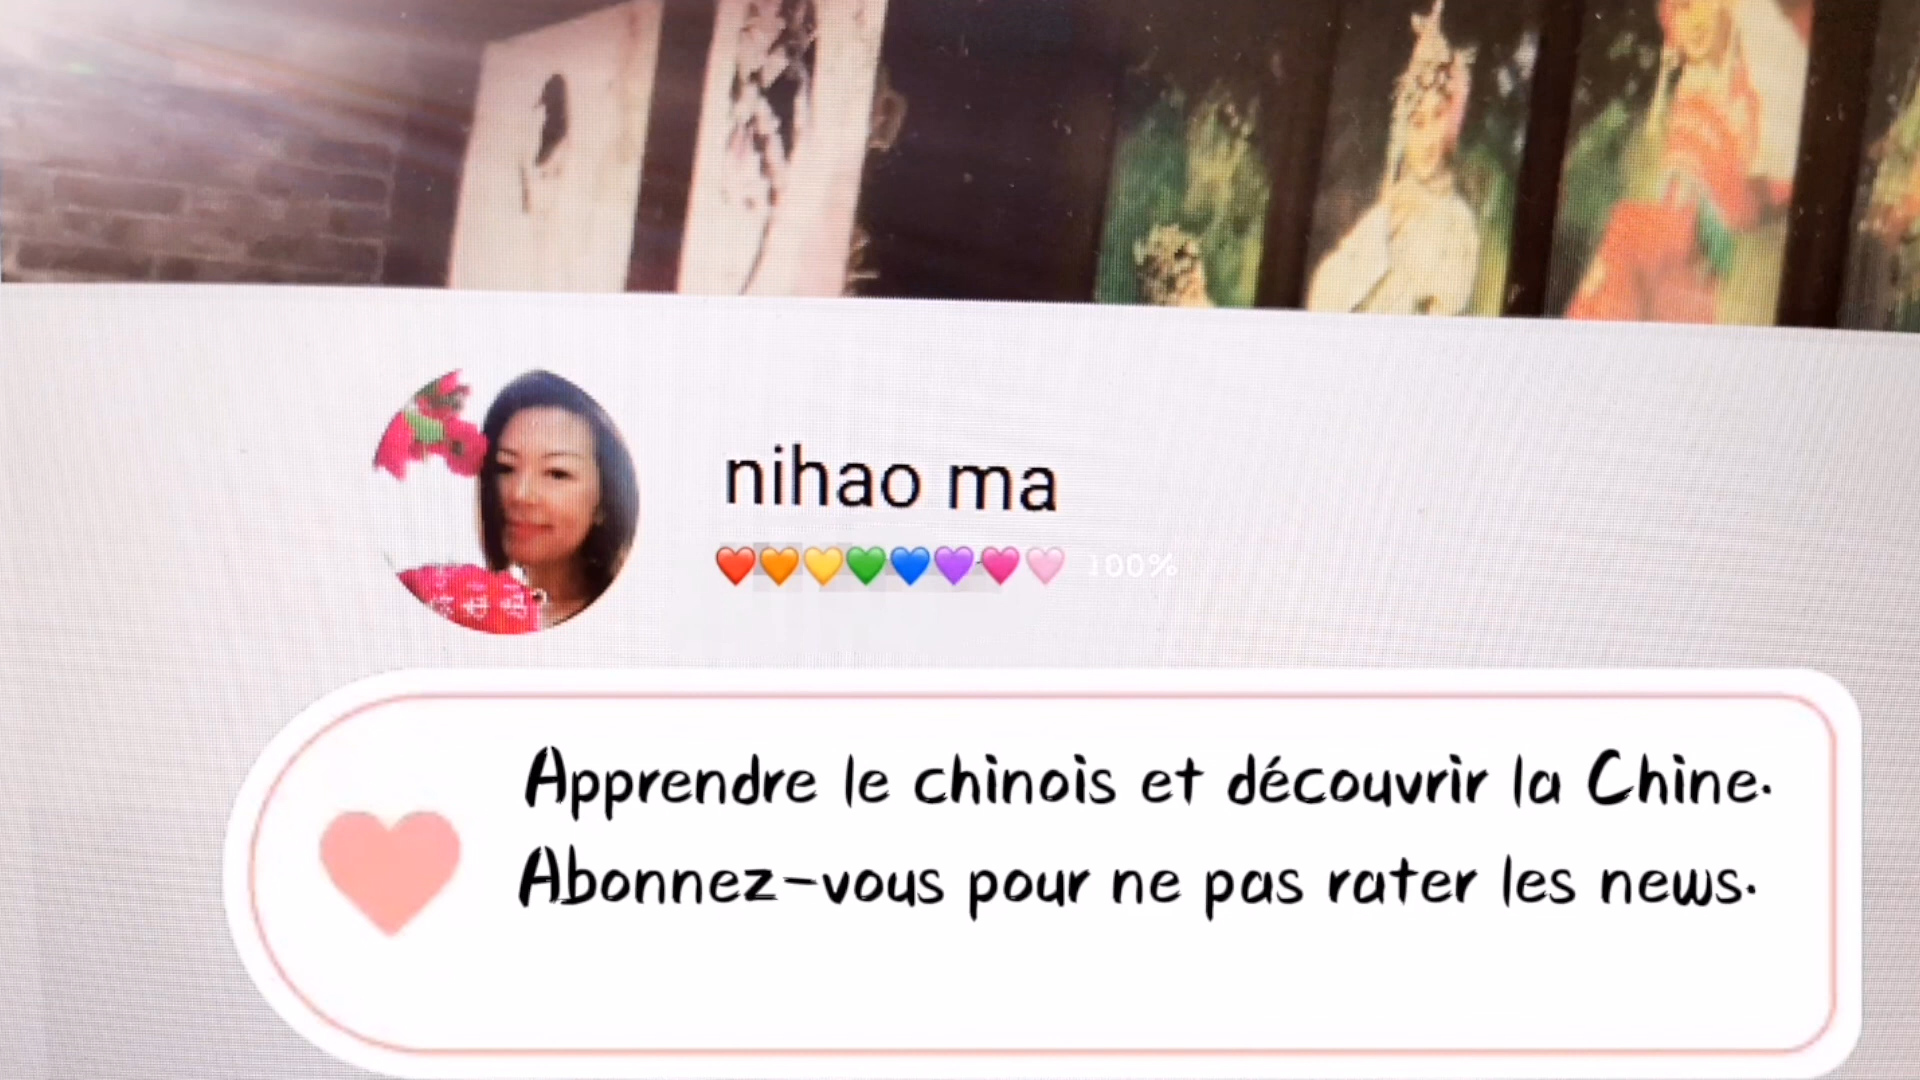 nihao ma
❤️🧡💛💚💙💜💗🩷 100%
Apprendre le chinois et découvrir la Chine.
Abonnez-vous pour ne pas rater les news.